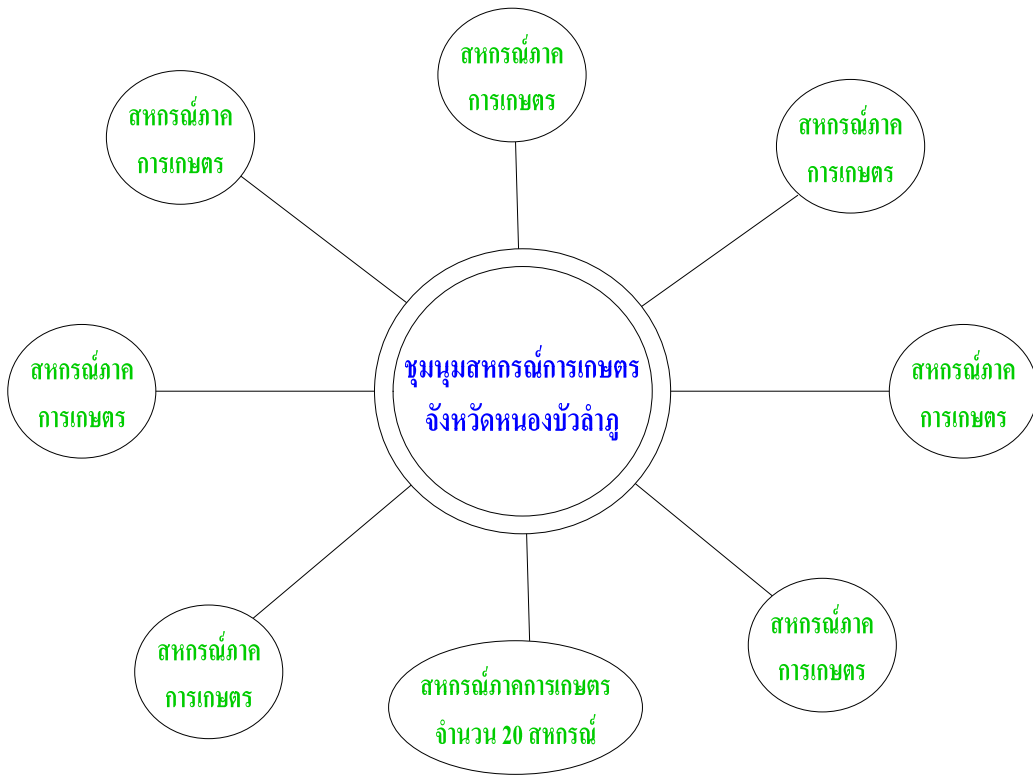 สหกรณ์ภาค
การเกษตร
สหกรณ์ภาค
การเกษตร
สหกรณ์ภาค
การเกษตร
สหกรณ์ภาค
การเกษตร
ชุมนุมสหกรณ์การเกษตร
จังหวัดหนองบัวลำภู
สหกรณ์ภาค
การเกษตร
สหกรณ์ภาค
การเกษตร
สหกรณ์ภาคการเกษตร
จำนวน 20 สหกรณ์
สหกรณ์ภาค
การเกษตร